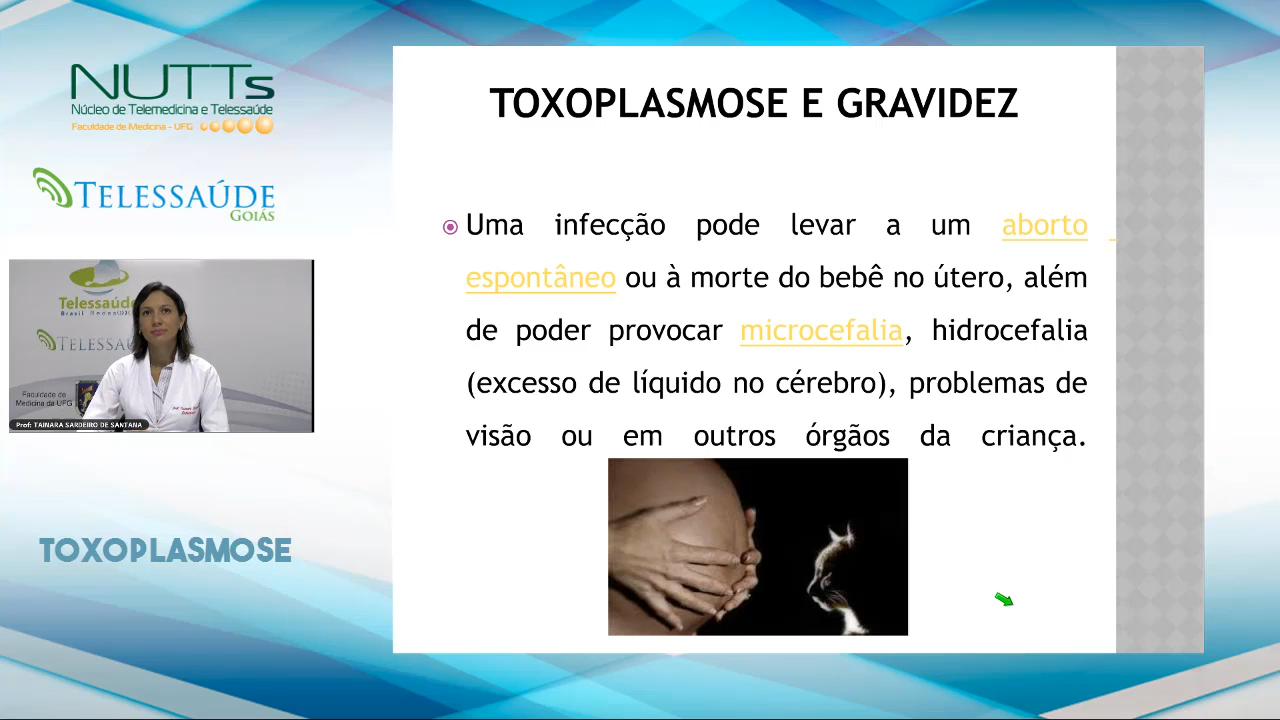 NUTTs
Núcleo de Telemedicina e Telessaúde
Faculdade de Medicina - UFG
TELESSAÚDE
GOIÁS
Telessaúde
Brasil Redes
TELESSA
Faculdade de
Medicina da UFG
Prof: TAINARA SARDEIRO DE SANTANA
TOXOPLASMOSE
TOXOPLASMOSE E GRAVIDEZ
Uma infecção pode levar a um aborto
espontâneo ou à morte do bebê no útero, além
de poder provocar microcefalia, hidrocefalia
(excesso de líquido no cérebro), problemas de
visão ou em outros órgãos da criança.